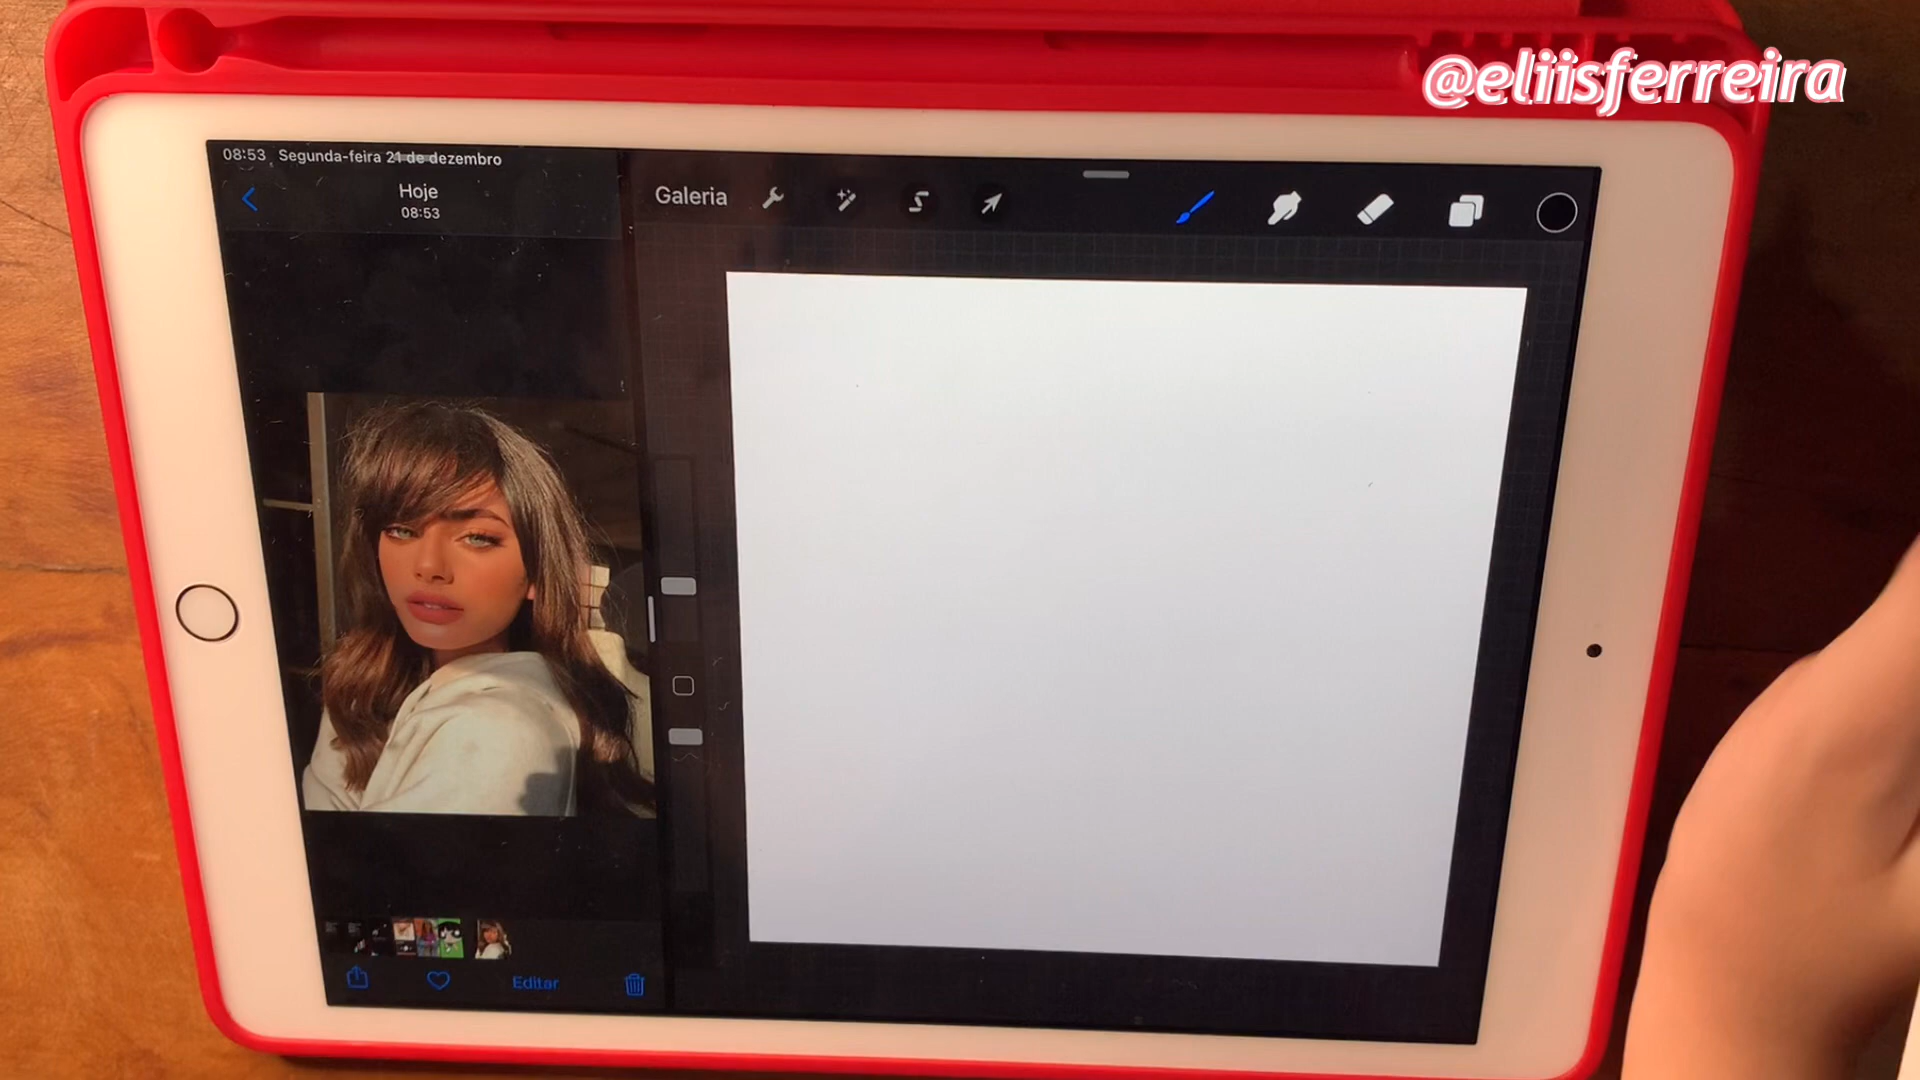 @eliisferreira
08:53 Segunda-feira 21 de dezembro
Hoje
08:53
Galeria
Editar